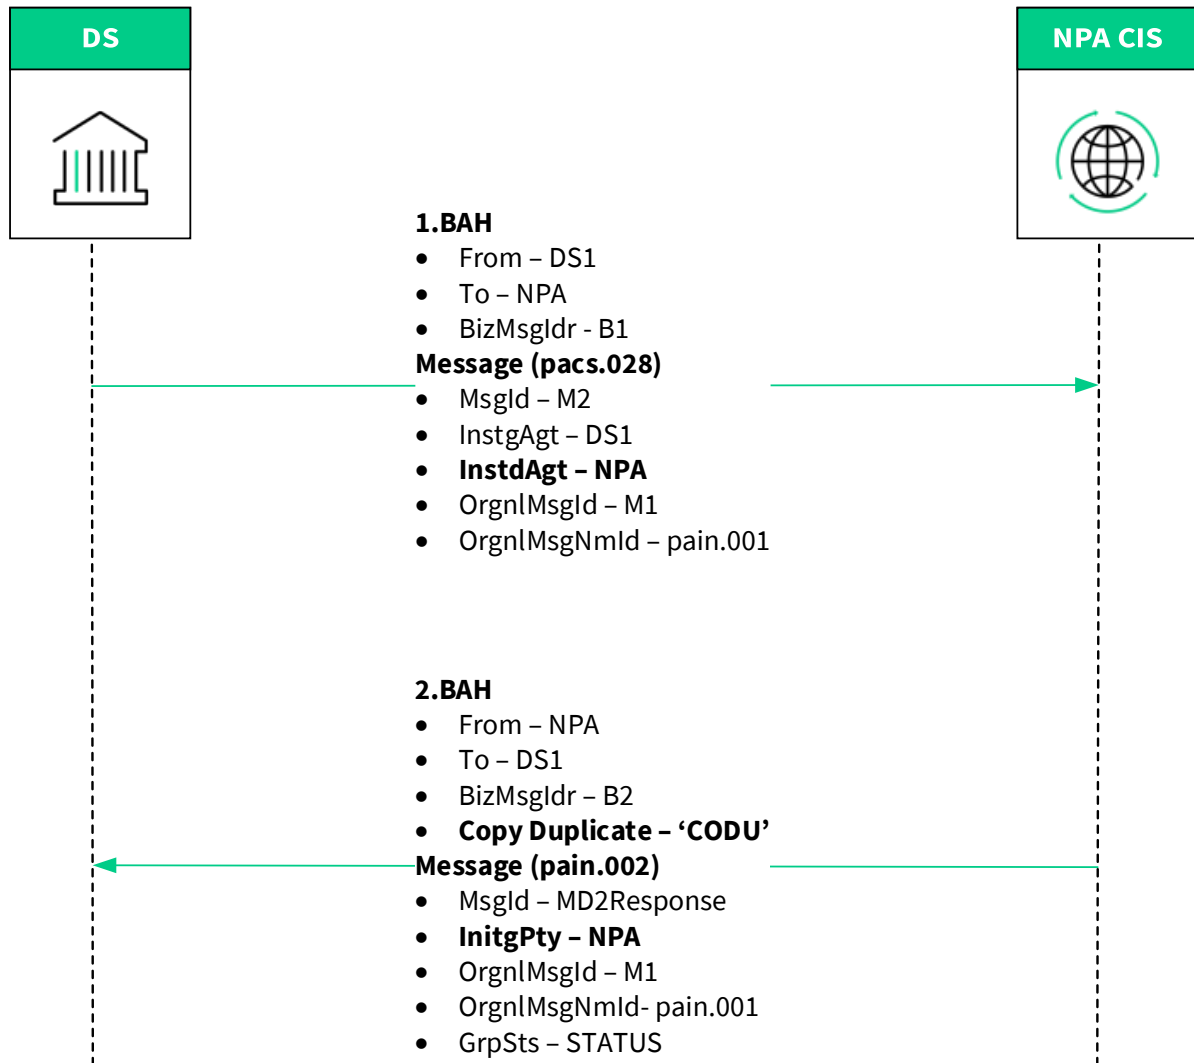 DS
NPA CIS
1.BAH
• From – DS1
• To – NPA
• BizMsgIdr - B1
Message (pacs.028)
• MsgId – M2
• InstgAgt – DS1
• InstdAgt – NPA
• OrgnlMsgId – M1
• OrgnlMsgNmId – pain.001
2.BAH
• From – NPA
• To – DS1
• BizMsgIdr – B2
• Copy Duplicate – ‘CODU’
Message (pain.002)
• MsgId – MD2Response
• InitgPty – NPA
• OrgnlMsgId – M1
• OrgnlMsgNmId- pain.001
• GrpSts – STATUS